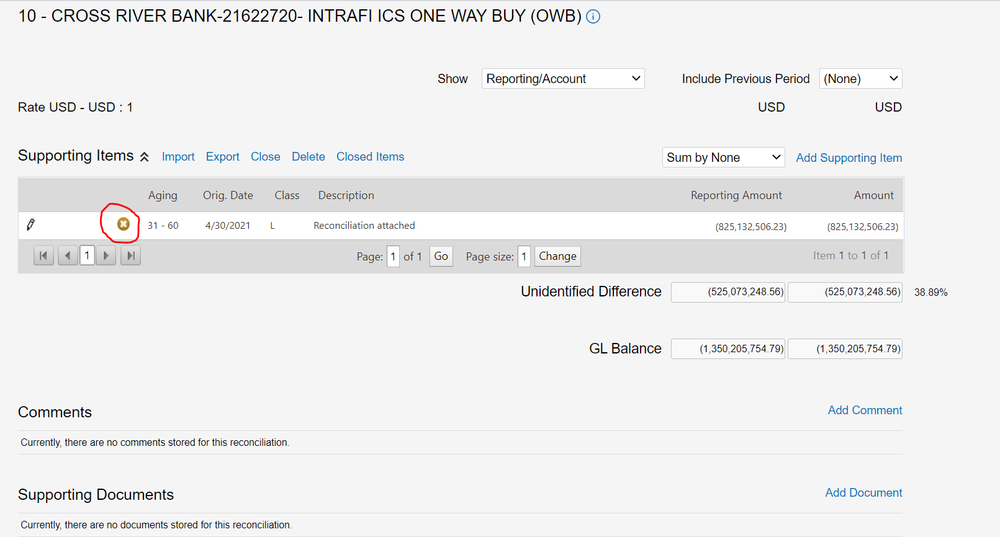 10 - CROSS RIVER BANK-21622720- INTRAFI ICS ONE WAY BUY (OWB)
Show Reporting/Account Include Previous Period (None)
Rate USD - USD : 1 USD USD
Supporting Items Import Export Close Delete Closed Items Sum by None Add Supporting Item
Aging Orig. Date Class Description Reporting Amount Amount
31 - 60 4/30/2021 L Reconciliation attached (825,132,506.23) (825,132,506.23)
1 Page: 1 of 1 Go Page size: 1 Change Item 1 to 1 of 1
Unidentified Difference (525,073,248.56) (525,073,248.56) 38.89%
GL Balance (1,350,205,754.79) (1,350,205,754.79)
Comments Add Comment
Currently, there are no comments stored for this reconciliation.
Supporting Documents Add Document
Currently, there are no documents stored for this reconciliation.